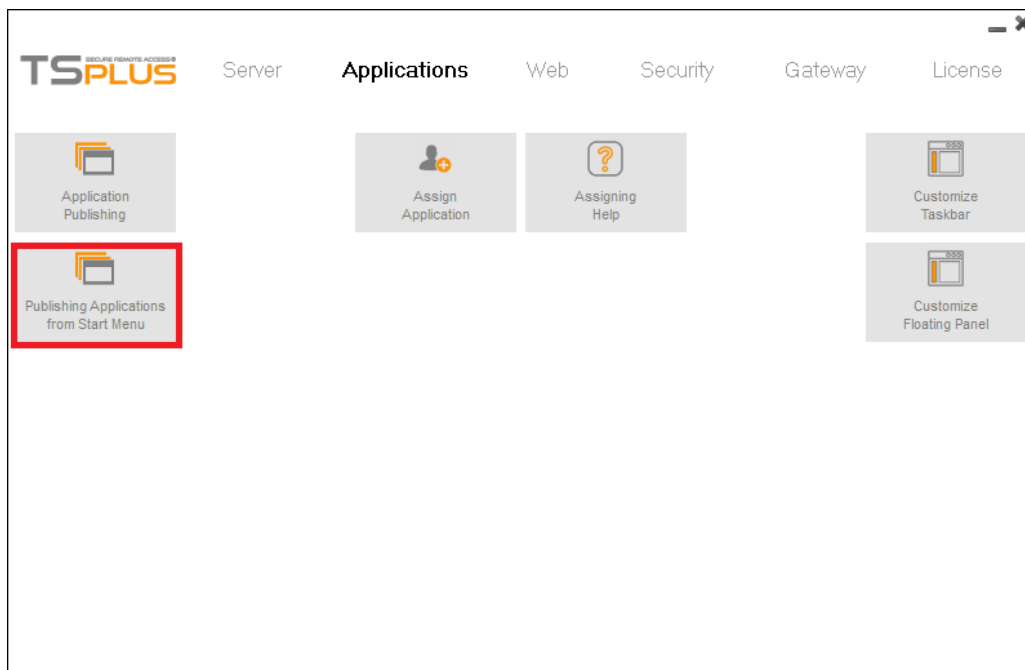 SECURE REMOTE ACCESS®
TSPLUS
Server
Applications
Web
Security
Gateway
License
Application
Publishing
Assign
Application
Assigning
Help
Customize
Taskbar
Publishing Applications
from Start Menu
Customize
Floating Panel